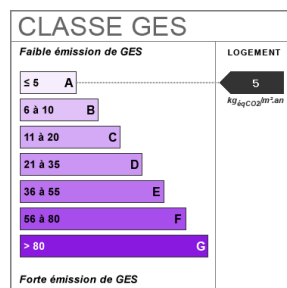 CLASSE GES
Faible émission de GES
LOGEMENT
≤ 5 A
5
kgéqCO2/m².an
6 à 10 B
11 à 20 C
21 à 35 D
36 à 55 E
56 à 80 F
> 80 G
Forte émission de GES